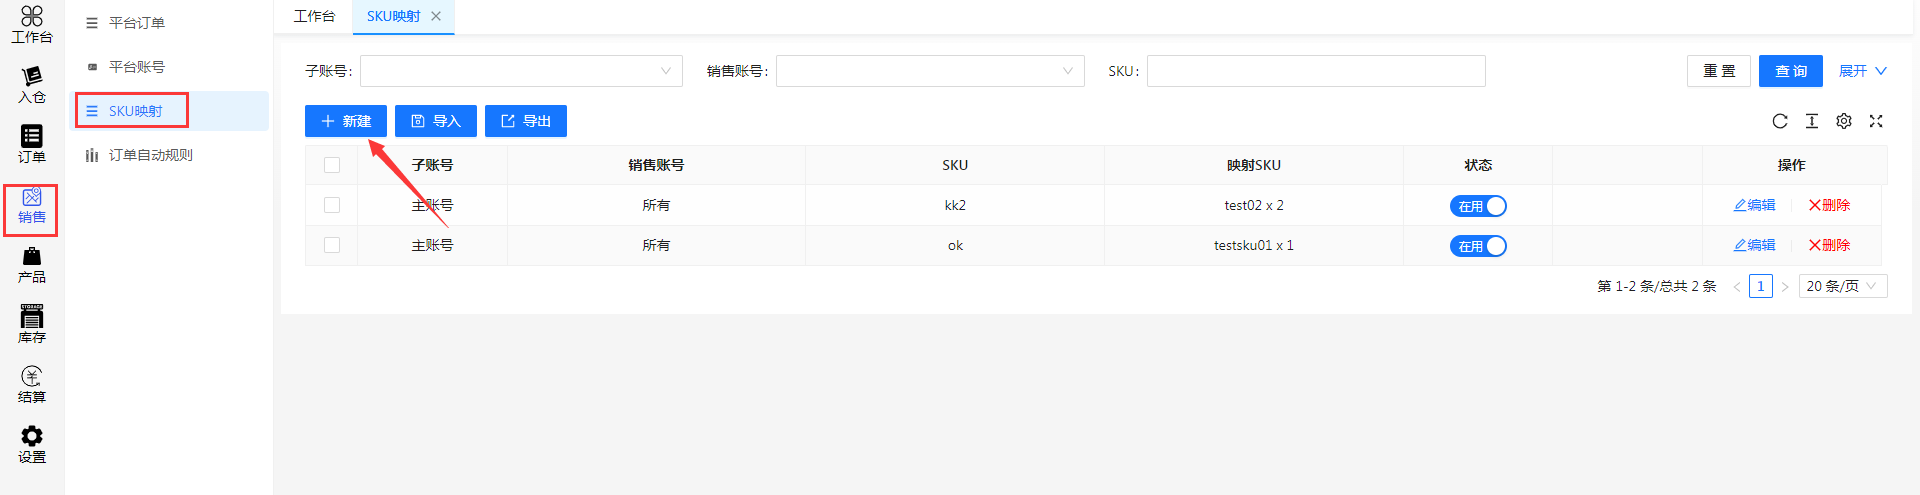 工作台
入仓
订单
销售
产品
库存
结算
设置
平台订单
平台账号
SKU映射
订单自动规则
工作台 SKU映射
子账号: 销售账号: SKU: 重置 查询 展开
新建 导入 导出
子账号 销售账号 SKU 映射SKU 状态 操作
主账号 所有 kk2 test02 x 2 在用 编辑 删除
主账号 所有 ok testsku01 x 1 在用 编辑 删除
第 1-2 条/总共 2 条 1 20 条/页